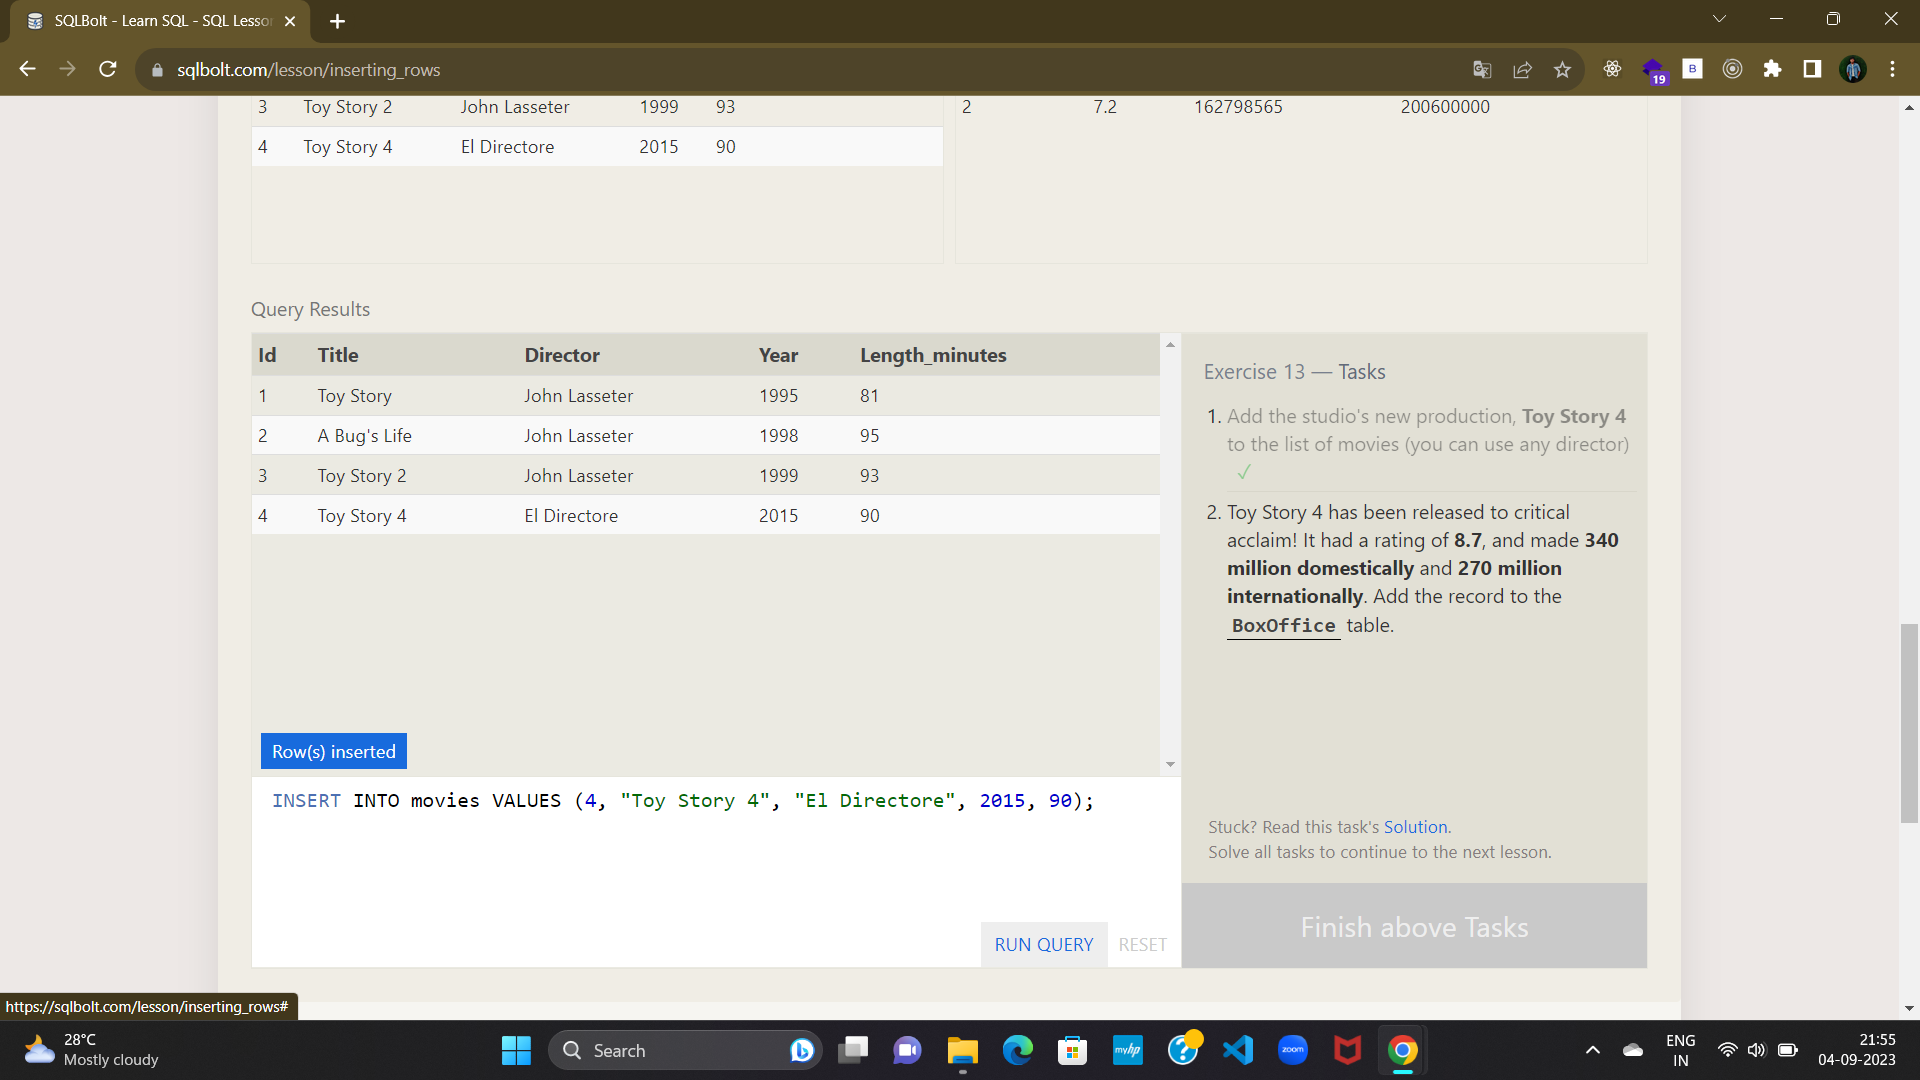 SQLBolt - Learn SQL - SQL Lesson
sqlbolt.com/lesson/inserting_rows
19
B
3 Toy Story 2 John Lasseter 1999 93
4 Toy Story 4 El Directore 2015 90
2 7.2 162798565 200600000
Query Results
Id Title Director Year Length_minutes
1 Toy Story John Lasseter 1995 81
2 A Bug's Life John Lasseter 1998 95
3 Toy Story 2 John Lasseter 1999 93
4 Toy Story 4 El Directore 2015 90
Row(s) inserted
INSERT INTO movies VALUES (4, "Toy Story 4", "El Directore", 2015, 90);
RUN QUERY RESET
Exercise 13 — Tasks
1. Add the studio's new production, Toy Story 4
to the list of movies (you can use any director)
✓
2. Toy Story 4 has been released to critical
acclaim! It had a rating of 8.7, and made 340
million domestically and 270 million
internationally. Add the record to the
BoxOffice table.
Stuck? Read this task's Solution.
Solve all tasks to continue to the next lesson.
Finish above Tasks
https://sqlbolt.com/lesson/inserting_rows#
28°C
Mostly cloudy
Search
myhp
zoom
ENG
IN
21:55
04-09-2023